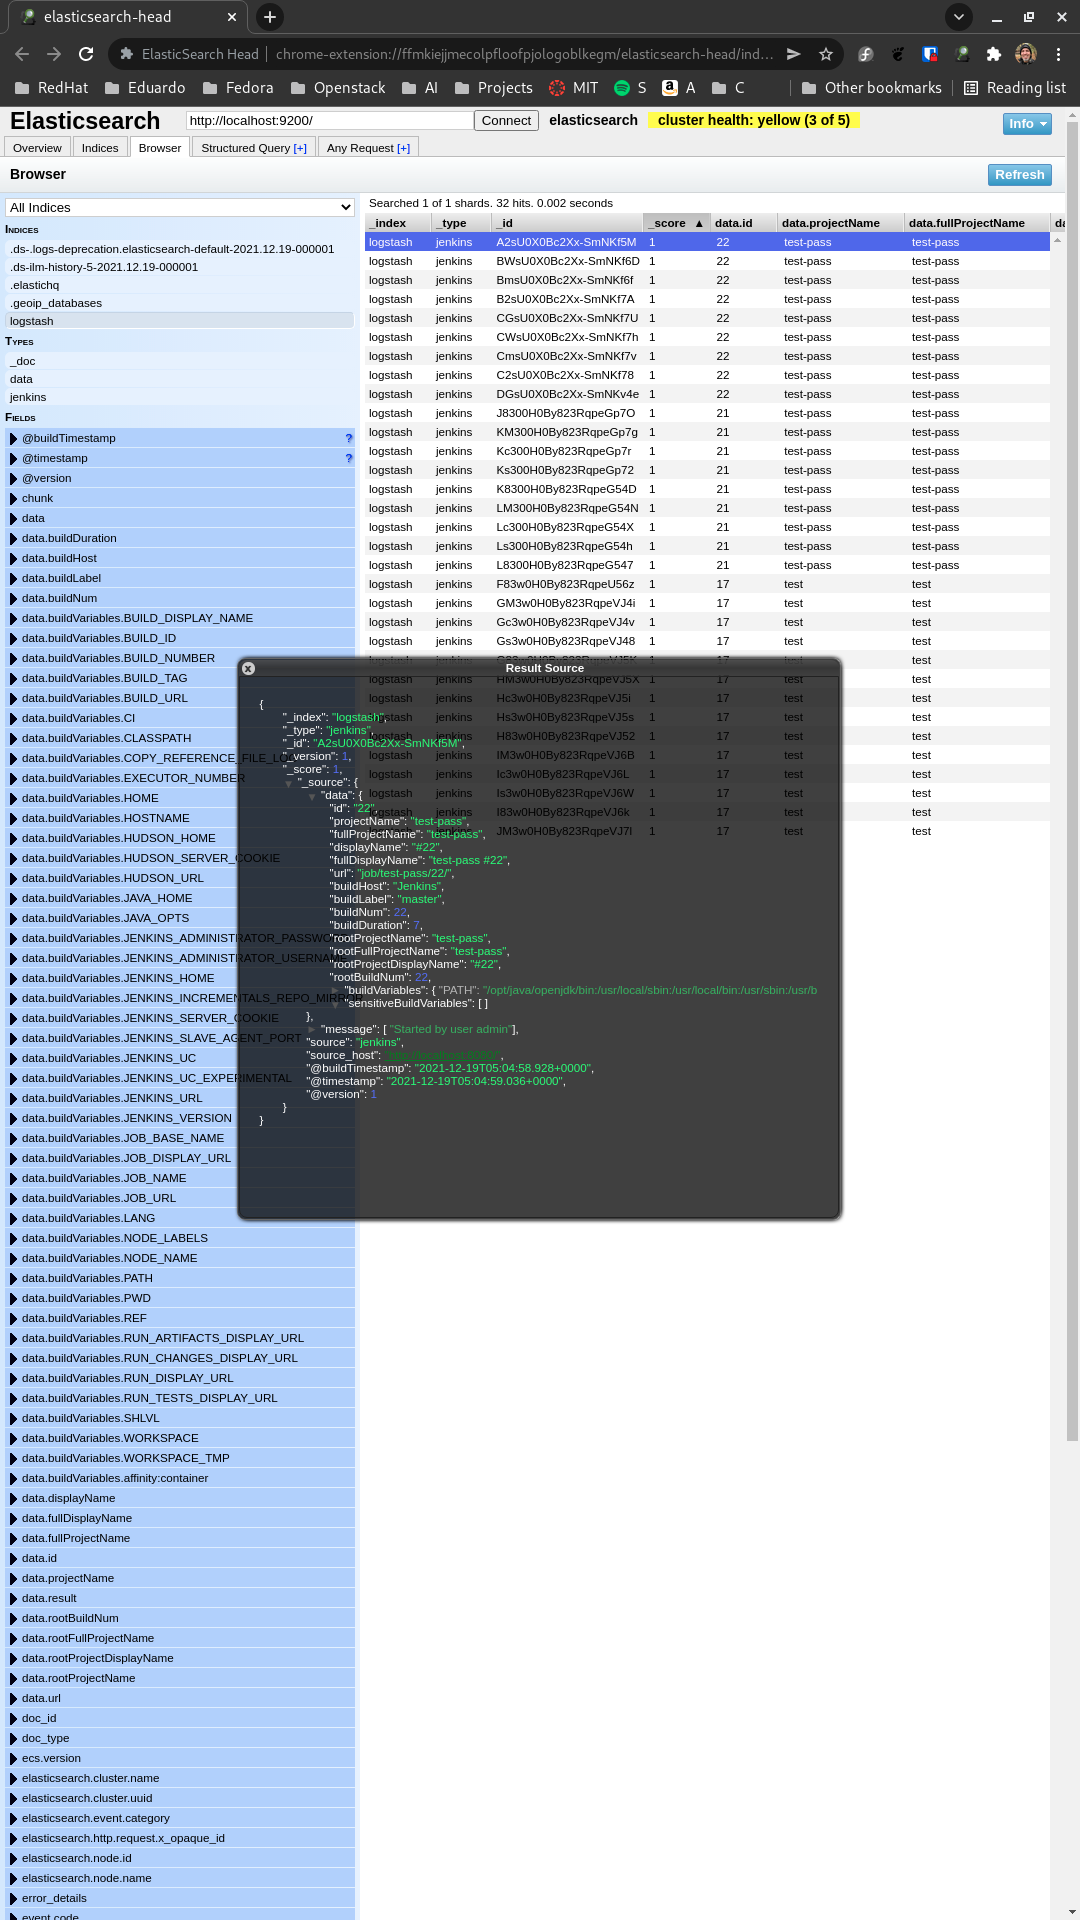 elasticsearch-head
ElasticSearch Head | chrome-extension://ffmkiejjmecolpfloofpjologoblkegm/elasticsearch-head/ind...
RedHat Eduardo Fedora Openstack AI Projects MIT S A C Other bookmarks Reading list
Elasticsearch http://localhost:9200/ Connect elasticsearch cluster health: yellow (3 of 5) Info
Overview Indices Browser Structured Query [+] Any Request [+]
Browser Refresh
All Indices
Indices
.ds-.logs-deprecation.elasticsearch-default-2021.12.19-000001
.ds-ilm-history-5-2021.12.19-000001
.elastichq
.geoip_databases
logstash
Types
_doc
data
jenkins
Fields
@buildTimestamp ?
@timestamp ?
@version
chunk
data
data.buildDuration
data.buildHost
data.buildLabel
data.buildNum
data.buildVariables.BUILD_DISPLAY_NAME
data.buildVariables.BUILD_ID
data.buildVariables.BUILD_NUMBER
data.buildVariables.BUILD_TAG
data.buildVariables.BUILD_URL
data.buildVariables.CI
data.buildVariables.CLASSPATH
data.buildVariables.COPY_REFERENCE_FILE_LOG
data.buildVariables.EXECUTOR_NUMBER
data.buildVariables.HOME
data.buildVariables.HOSTNAME
data.buildVariables.HUDSON_HOME
data.buildVariables.HUDSON_SERVER_COOKIE
data.buildVariables.HUDSON_URL
data.buildVariables.JAVA_HOME
data.buildVariables.JAVA_OPTS
data.buildVariables.JENKINS_ADMINISTRATOR_PASSWORD
data.buildVariables.JENKINS_ADMINISTRATOR_USERNAME
data.buildVariables.JENKINS_HOME
data.buildVariables.JENKINS_INCREMENTALS_REPO_MIRROR
data.buildVariables.JENKINS_SERVER_COOKIE
data.buildVariables.JENKINS_SLAVE_AGENT_PORT
data.buildVariables.JENKINS_UC
data.buildVariables.JENKINS_UC_EXPERIMENTAL
data.buildVariables.JENKINS_URL
data.buildVariables.JENKINS_VERSION
data.buildVariables.JOB_BASE_NAME
data.buildVariables.JOB_DISPLAY_URL
data.buildVariables.JOB_NAME
data.buildVariables.JOB_URL
data.buildVariables.LANG
data.buildVariables.NODE_LABELS
data.buildVariables.NODE_NAME
data.buildVariables.PATH
data.buildVariables.PWD
data.buildVariables.REF
data.buildVariables.RUN_ARTIFACTS_DISPLAY_URL
data.buildVariables.RUN_CHANGES_DISPLAY_URL
data.buildVariables.RUN_DISPLAY_URL
data.buildVariables.RUN_TESTS_DISPLAY_URL
data.buildVariables.SHLVL
data.buildVariables.WORKSPACE
data.buildVariables.WORKSPACE_TMP
data.buildVariables.affinity:container
data.displayName
data.fullDisplayName
data.fullProjectName
data.id
data.projectName
data.result
data.rootBuildNum
data.rootFullProjectName
data.rootProjectDisplayName
data.rootProjectName
data.url
doc_id
doc_type
ecs.version
elasticsearch.cluster.name
elasticsearch.cluster.uuid
elasticsearch.event.category
elasticsearch.http.request.x_opaque_id
elasticsearch.node.id
elasticsearch.node.name
error_details
event.code
Searched 1 of 1 shards. 32 hits. 0.002 seconds
_index _type _id _score ▲ data.id data.projectName data.fullProjectName
logstash jenkins A2sU0X0Bc2Xx-SmNKf5M 1 22 test-pass test-pass
logstash jenkins BWsU0X0Bc2Xx-SmNKf6D 1 22 test-pass test-pass
logstash jenkins BmsU0X0Bc2Xx-SmNKf6f 1 22 test-pass test-pass
logstash jenkins B2sU0X0Bc2Xx-SmNKf7A 1 22 test-pass test-pass
logstash jenkins CGsU0X0Bc2Xx-SmNKf7U 1 22 test-pass test-pass
logstash jenkins CWsU0X0Bc2Xx-SmNKf7h 1 22 test-pass test-pass
logstash jenkins CmsU0X0Bc2Xx-SmNKf7v 1 22 test-pass test-pass
logstash jenkins C2sU0X0Bc2Xx-SmNKf78 1 22 test-pass test-pass
logstash jenkins DGsU0X0Bc2Xx-SmNKv4e 1 22 test-pass test-pass
logstash jenkins J8300H0By823RqpeGp7O 1 21 test-pass test-pass
logstash jenkins KM300H0By823RqpeGp7g 1 21 test-pass test-pass
logstash jenkins Kc300H0By823RqpeGp7r 1 21 test-pass test-pass
logstash jenkins Ks300H0By823RqpeGp72 1 21 test-pass test-pass
logstash jenkins K8300H0By823RqpeG54D 1 21 test-pass test-pass
logstash jenkins LM300H0By823RqpeG54N 1 21 test-pass test-pass
logstash jenkins Lc300H0By823RqpeG54X 1 21 test-pass test-pass
logstash jenkins Ls300H0By823RqpeG54h 1 21 test-pass test-pass
logstash jenkins L8300H0By823RqpeG547 1 21 test-pass test-pass
logstash jenkins F83w0H0By823RqpeU56z 1 17 test test
logstash jenkins GM3w0H0By823RqpeVJ4i 1 17 test test
logstash jenkins Gc3w0H0By823RqpeVJ4v 1 17 test test
logstash jenkins Gs3w0H0By823RqpeVJ48 1 17 test test
1 17 test test
HM3w0H0By823RqpeVJ5X 1 17 test test
Hc3w0H0By823RqpeVJ5i 1 17 test test
jenkins Hs3w0H0By823RqpeVJ5s 1 17 test test
jenkins H83w0H0By823RqpeVJ52 1 17 test test
jenkins IM3w0H0By823RqpeVJ6B 1 17 test test
logstash jenkins Ic3w0H0By823RqpeVJ6L 1 17 test test
logstash jenkins Is3w0H0By823RqpeVJ6W 1 17 test test
jenkins I83w0H0By823RqpeVJ6k 1 17 test test
JM3w0H0By823RqpeVJ7I 1 17 test test
Result Source
{
"_index": "logstash",
"_type": "jenkins",
"_id": "A2sU0X0Bc2Xx-SmNKf5M",
"_version": 1,
"_score": 1,
"_source": {
"data": {
"id": "22",
"projectName": "test-pass",
"fullProjectName": "test-pass",
"displayName": "#22",
"fullDisplayName": "test-pass #22",
"url": "job/test-pass/22/",
"buildHost": "Jenkins",
"buildLabel": "master",
"buildNum": 22,
"buildDuration": 7,
"rootProjectName": "test-pass",
"rootFullProjectName": "test-pass",
"rootProjectDisplayName": "#22",
"rootBuildNum": 22,
"buildVariables": { "PATH": "/opt/java/openjdk/bin:/usr/local/sbin:/usr/local/bin:/usr/sbin:/usr/b
"sensitiveBuildVariables": [ ]
},
"message": [ "Started by user admin"],
"source": "jenkins",
"source_host":
"@buildTimestamp": "2021-12-19T05:04:58.928+0000",
"@timestamp": "2021-12-19T05:04:59.036+0000",
"@version": 1
}
}